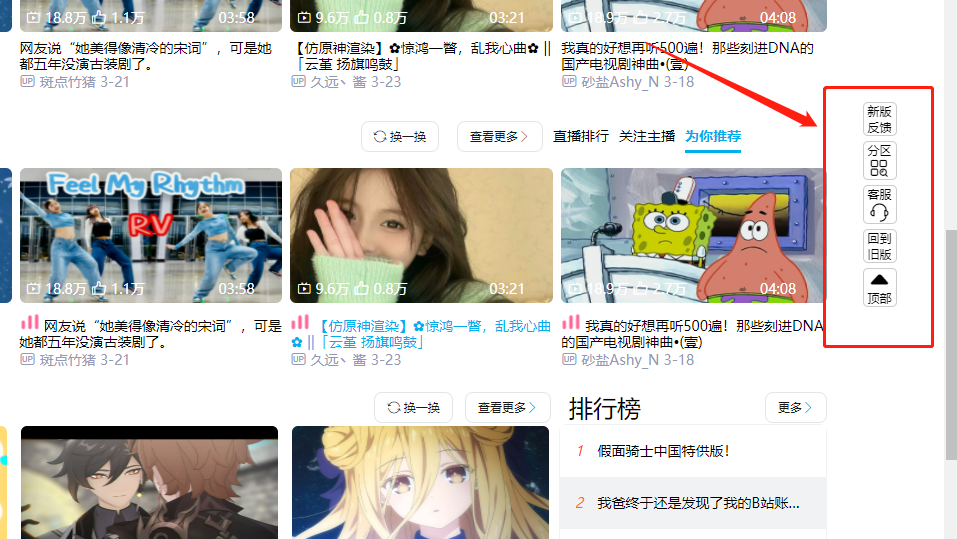 18.8万 1.1万 03:58
9.6万 0.8万 03:21
18.9万 2.7万 04:08
网友说“她美得像清冷的宋词”，可是她
都五年没演古装剧了。
UP 斑点竹猪 3-21
【仿原神渲染】✿惊鸿一瞥，乱我心曲✿ ||
「云堇 扬旗鸣鼓」
UP 久远丶酱 3-23
我真的好想再听500遍！那些刻进DNA的
国产电视剧神曲•(壹)
UP 砂盐Ashy_N 3-18
换一换
查看更多
直播排行 关注主播 为你推荐
新版
反馈
分区
客服
回到
旧版
顶部
Feel My Rhythm
RV
18.8万 1.1万 03:58
9.6万 0.8万 03:21
18.9万 2.7万 04:08
网友说“她美得像清冷的宋词”，可是
她都五年没演古装剧了。
UP 斑点竹猪 3-21
【仿原神渲染】✿惊鸿一瞥，乱我心曲
✿ ||「云堇 扬旗鸣鼓」
UP 久远丶酱 3-23
我真的好想再听500遍！那些刻进DNA
的国产电视剧神曲•(壹)
UP 砂盐Ashy_N 3-18
换一换
查看更多
排行榜
更多
1 假面骑士中国特供版！
2 我爸终于还是发现了我的B站账...